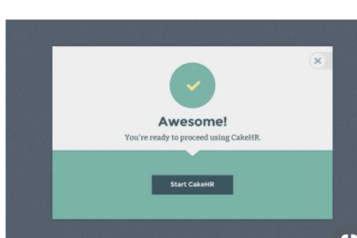 Awesome!
You're ready to proceed using CakeHR.
Start CakeHR